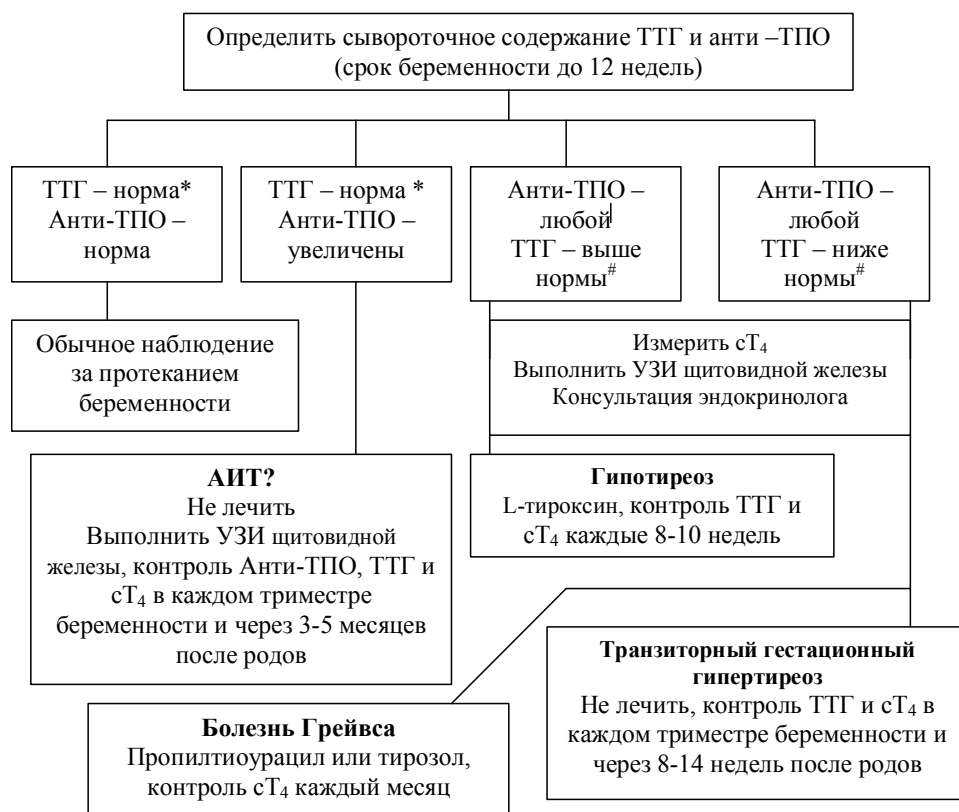 Определить сывороточное содержание ТТГ и анти –ТПО
(срок беременности до 12 недель)
ТТГ – норма*
Анти-ТПО –
норма
ТТГ – норма *
Анти-ТПО –
увеличены
Анти-ТПО –
любой
ТТГ – выше
нормы#
Анти-ТПО –
любой
ТТГ – ниже
нормы#
Обычное наблюдение
за протеканием
беременности
Измерить сТ4
Выполнить УЗИ щитовидной железы
Консультация эндокринолога
АИТ?
Не лечить
Выполнить УЗИ щитовидной
железы, контроль Анти-ТПО, ТТГ и
сТ4 в каждом триместре
беременности и через 3-5 месяцев
после родов
Гипотиреоз
L-тироксин, контроль ТТГ и
сТ4 каждые 8-10 недель
Болезнь Грейвса
Пропилтиоурацил или тирозол,
контроль сТ4 каждый месяц
Транзиторный гестационный
гипертиреоз
Не лечить, контроль ТТГ и сТ4 в
каждом триместре беременности и
через 8-14 недель после родов